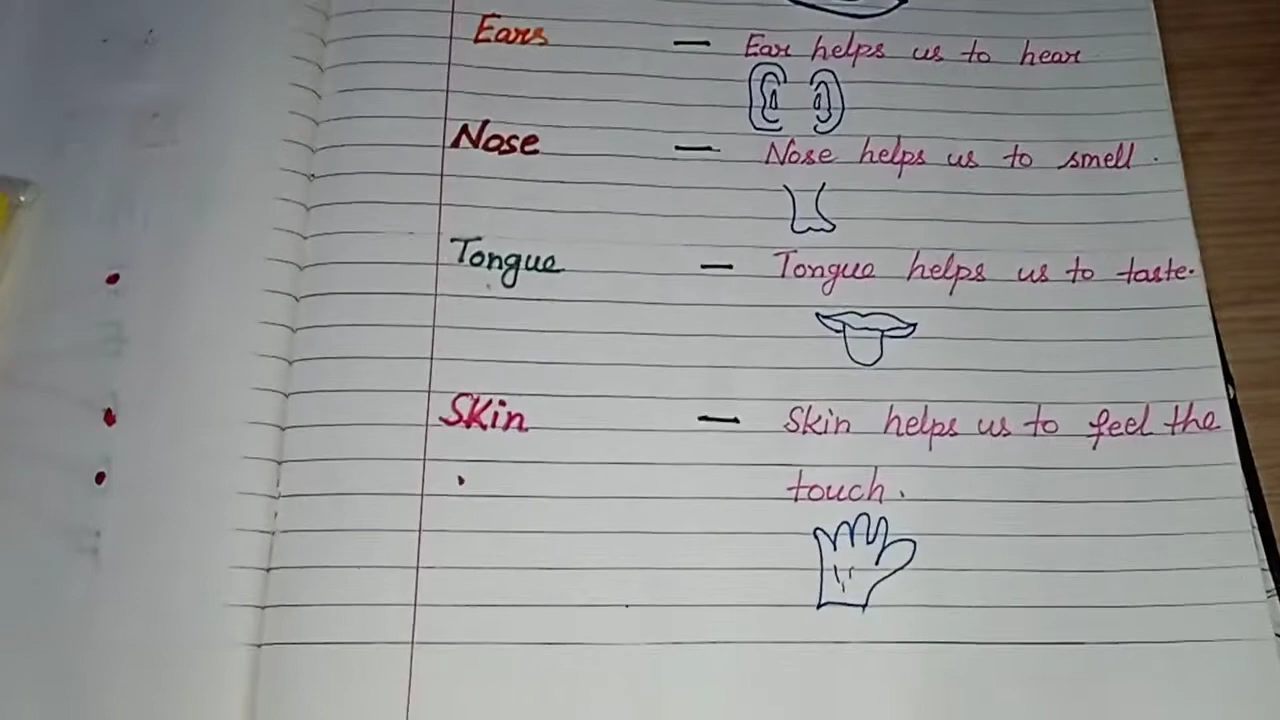 Ears — Ear helps us to hear
Nose — Nose helps us to smell.
Tongue — Tongue helps us to taste.
Skin — Skin helps us to feel the
touch.